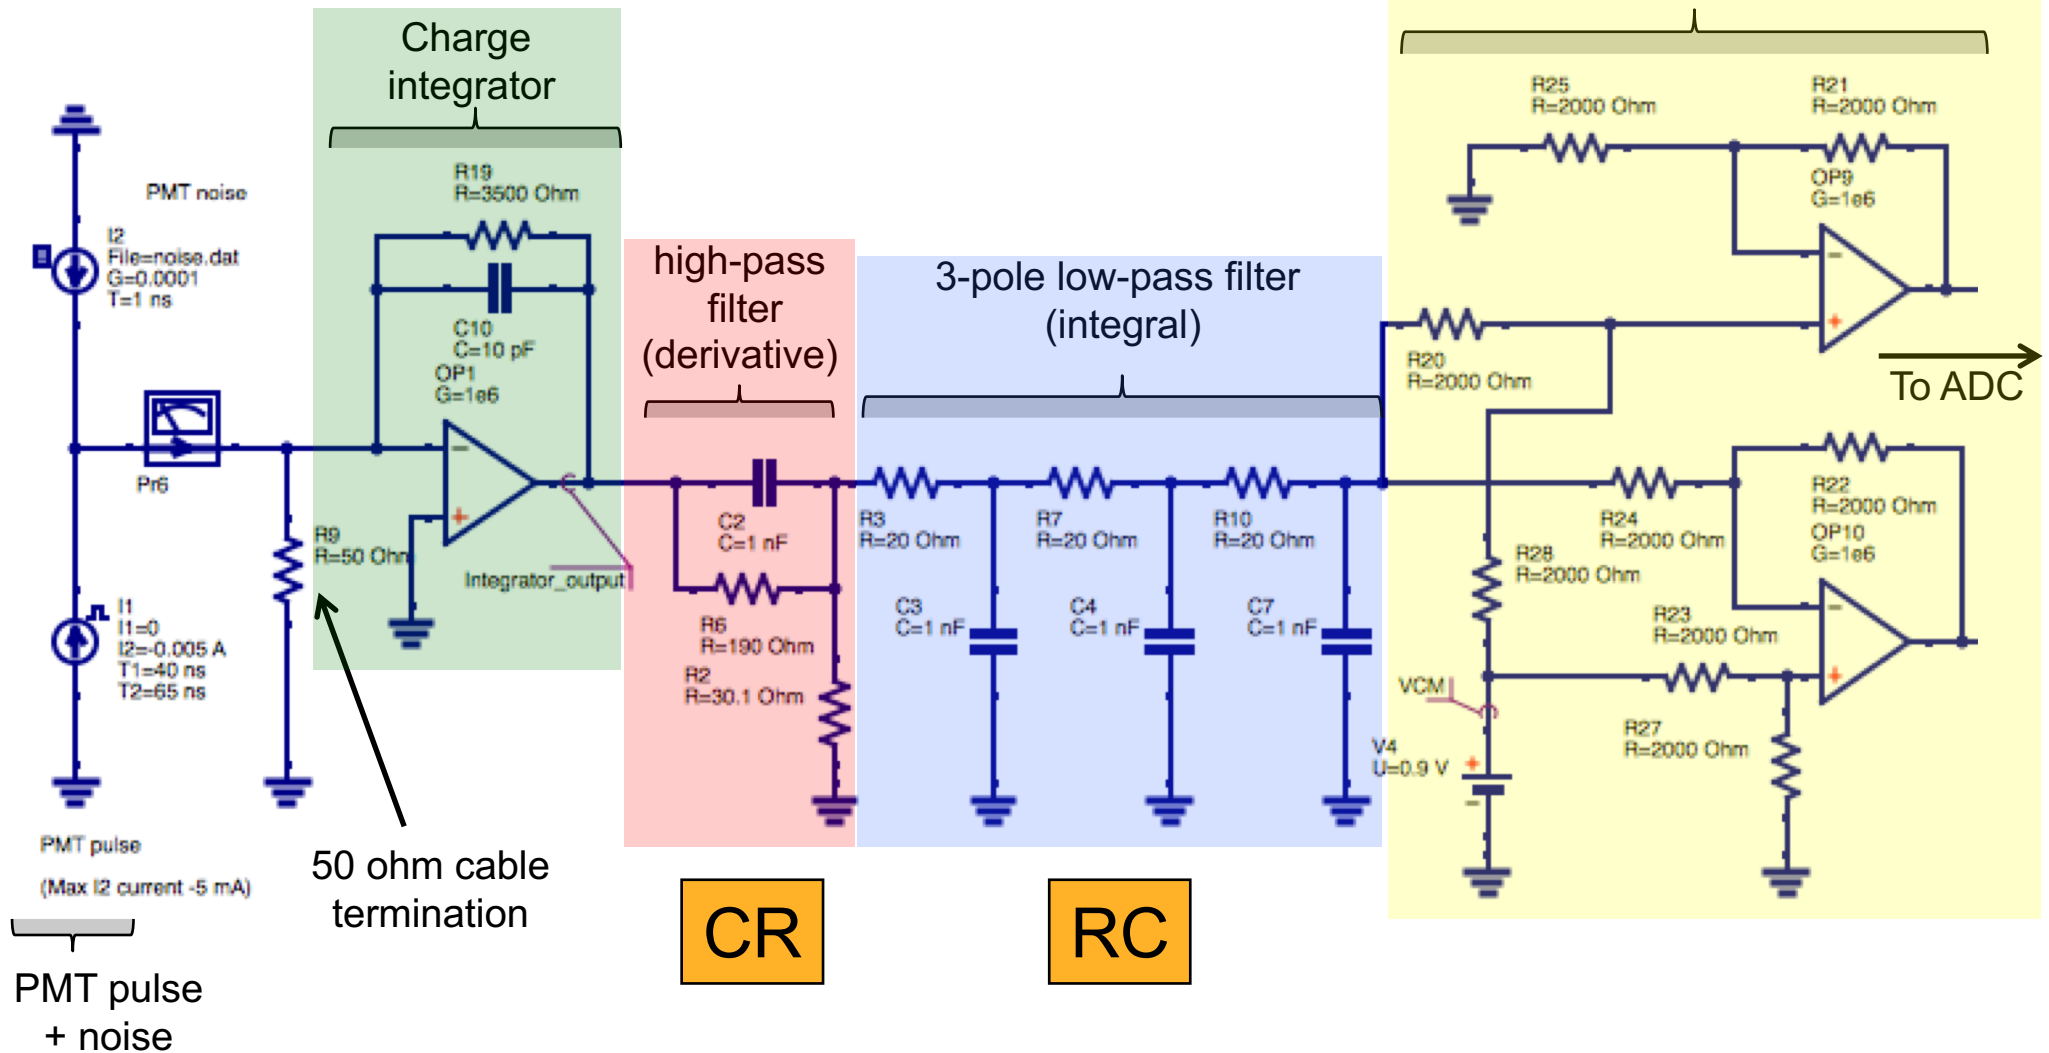 Charge
integrator
R19
R=3500 Ohm
C10
C=10 pF
OP1
G=1e6
PMT noise
I2
File=noise.dat
G=0.0001
T=1 ns
Pr6
R9
R=50 Ohm
Integrator_output
I1
I1=0
I2=-0.005 A
T1=40 ns
T2=65 ns
PMT pulse
(Max I2 current -5 mA)
PMT pulse
+ noise
50 ohm cable
termination
high-pass
filter
(derivative)
C2
C=1 nF
R6
R=190 Ohm
R2
R=30.1 Ohm
CR
3-pole low-pass filter
(integral)
R3
R=20 Ohm
R7
R=20 Ohm
R10
R=20 Ohm
C3
C=1 nF
C4
C=1 nF
C7
C=1 nF
RC
R25
R=2000 Ohm
R21
R=2000 Ohm
OP9
G=1e6
R20
R=2000 Ohm
To ADC
R24
R=2000 Ohm
R22
R=2000 Ohm
OP10
G=1e6
R28
R=2000 Ohm
R23
R=2000 Ohm
VCM
R27
R=2000 Ohm
V4
U=0.9 V